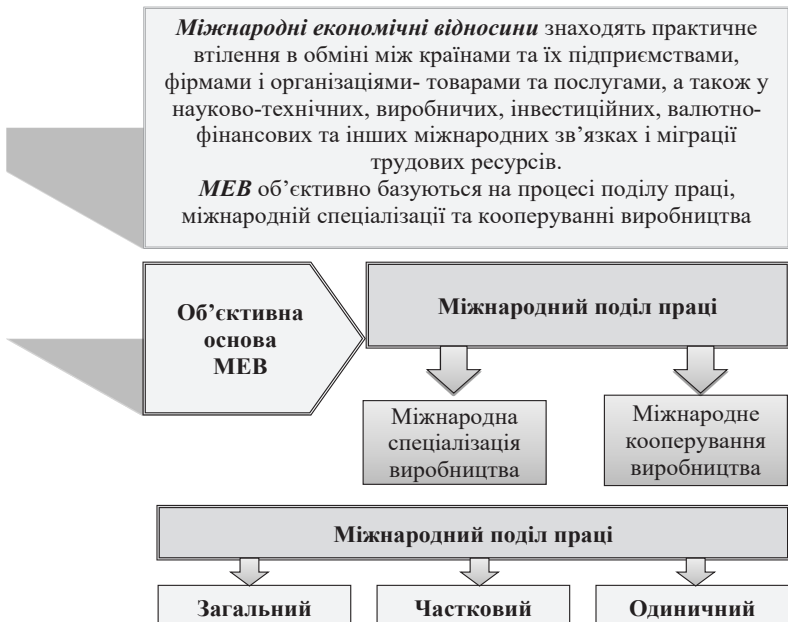 Міжнародні економічні відносини знаходять практичне
втілення в обміні між країнами та їх підприємствами,
фірмами і організаціями- товарами та послугами, а також у
науково-технічних, виробничих, інвестиційних, валютно-
фінансових та інших міжнародних зв’язках і міграції
трудових ресурсів.
МЕВ об’єктивно базуються на процесі поділу праці,
міжнародній спеціалізації та кооперуванні виробництва
Об’єктивна
основа
МЕВ
Міжнародний поділ праці
Міжнародна
спеціалізація
виробництва
Міжнародне
кооперування
виробництва
Міжнародний поділ праці
Загальний
Частковий
Одиничний